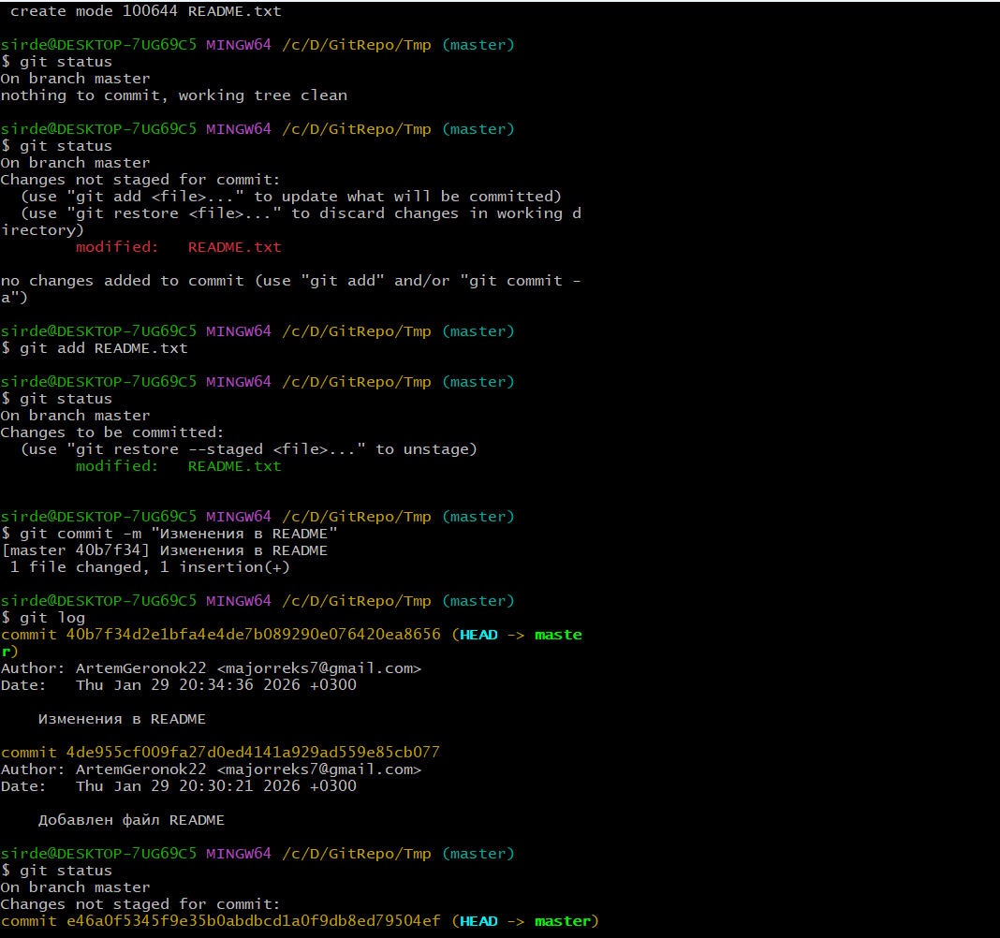 create mode 100644 README.txt

sirde@DESKTOP-7UG69C5 MINGW64 /c/D/GitRepo/Tmp (master)
$ git status
On branch master
nothing to commit, working tree clean

sirde@DESKTOP-7UG69C5 MINGW64 /c/D/GitRepo/Tmp (master)
$ git status
On branch master
Changes not staged for commit:
  (use "git add <file>..." to update what will be committed)
  (use "git restore <file>..." to discard changes in working d
irectory)
        modified:   README.txt

no changes added to commit (use "git add" and/or "git commit -
a")

sirde@DESKTOP-7UG69C5 MINGW64 /c/D/GitRepo/Tmp (master)
$ git add README.txt

sirde@DESKTOP-7UG69C5 MINGW64 /c/D/GitRepo/Tmp (master)
$ git status
On branch master
Changes to be committed:
  (use "git restore --staged <file>..." to unstage)
        modified:   README.txt


sirde@DESKTOP-7UG69C5 MINGW64 /c/D/GitRepo/Tmp (master)
$ git commit -m "Изменения в README"
[master 40b7f34] Изменения в README
 1 file changed, 1 insertion(+)

sirde@DESKTOP-7UG69C5 MINGW64 /c/D/GitRepo/Tmp (master)
$ git log
commit 40b7f34d2e1bfa4e4de7b089290e076420ea8656 (HEAD -> maste
r)
Author: ArtemGeronok22 <majorreks7@gmail.com>
Date:   Thu Jan 29 20:34:36 2026 +0300

    Изменения в README

commit 4de955cf009fa27d0ed4141a929ad559e85cb077
Author: ArtemGeronok22 <majorreks7@gmail.com>
Date:   Thu Jan 29 20:30:21 2026 +0300

    Добавлен файл README

sirde@DESKTOP-7UG69C5 MINGW64 /c/D/GitRepo/Tmp (master)
$ git status
On branch master
Changes not staged for commit:
commit e46a0f5345f9e35b0abdbcd1a0f9db8ed79504ef (HEAD -> master)